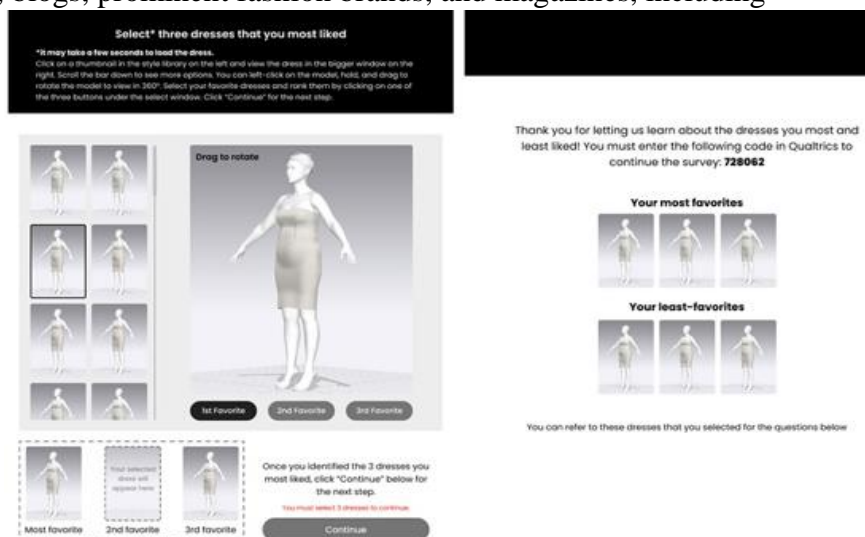 blogs, prominent fashion brands, and magazines, including
Select* three dresses that you most liked
*It may take a few seconds to load the dress.
Click on a thumbnail in the style library on the left and view the dress in the bigger window on the
right. Scroll the bar down to see more options. You can left-click on the model, hold, and drag to
rotate the model to view in 360°. Select your favorite dresses and rank them by clicking on one of
the three buttons under the select window. Click "Continue" for the next step.
Drag to rotate
1st Favorite
2nd Favorite
3rd Favorite
Your selected
dress will
appear here
Most favorite
2nd favorite
3rd favorite
Once you identified the 3 dresses you
most liked, click "Continue" below for
the next step.
You must select 3 dresses to continue
Continue
Thank you for letting us learn about the dresses you most and
least liked! You must enter the following code in Qualtrics to
continue the survey: 728062
Your most favorites
Your least-favorites
You can refer to these dresses that you selected for the questions below